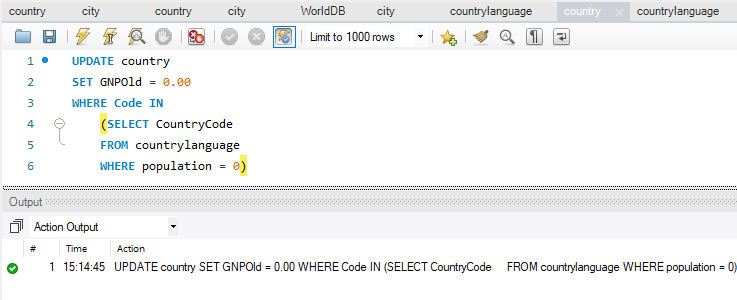 country city country city WorldDB city countrylanguage country countrylanguage
Limit to 1000 rows
1 UPDATE country
2 SET GNPOld = 0.00
3 WHERE Code IN
4 (SELECT CountryCode
5 FROM countrylanguage
6 WHERE population = 0)
Output
Action Output
# Time Action
1 15:14:45 UPDATE country SET GNPOld = 0.00 WHERE Code IN (SELECT CountryCode FROM countrylanguage WHERE population = 0)